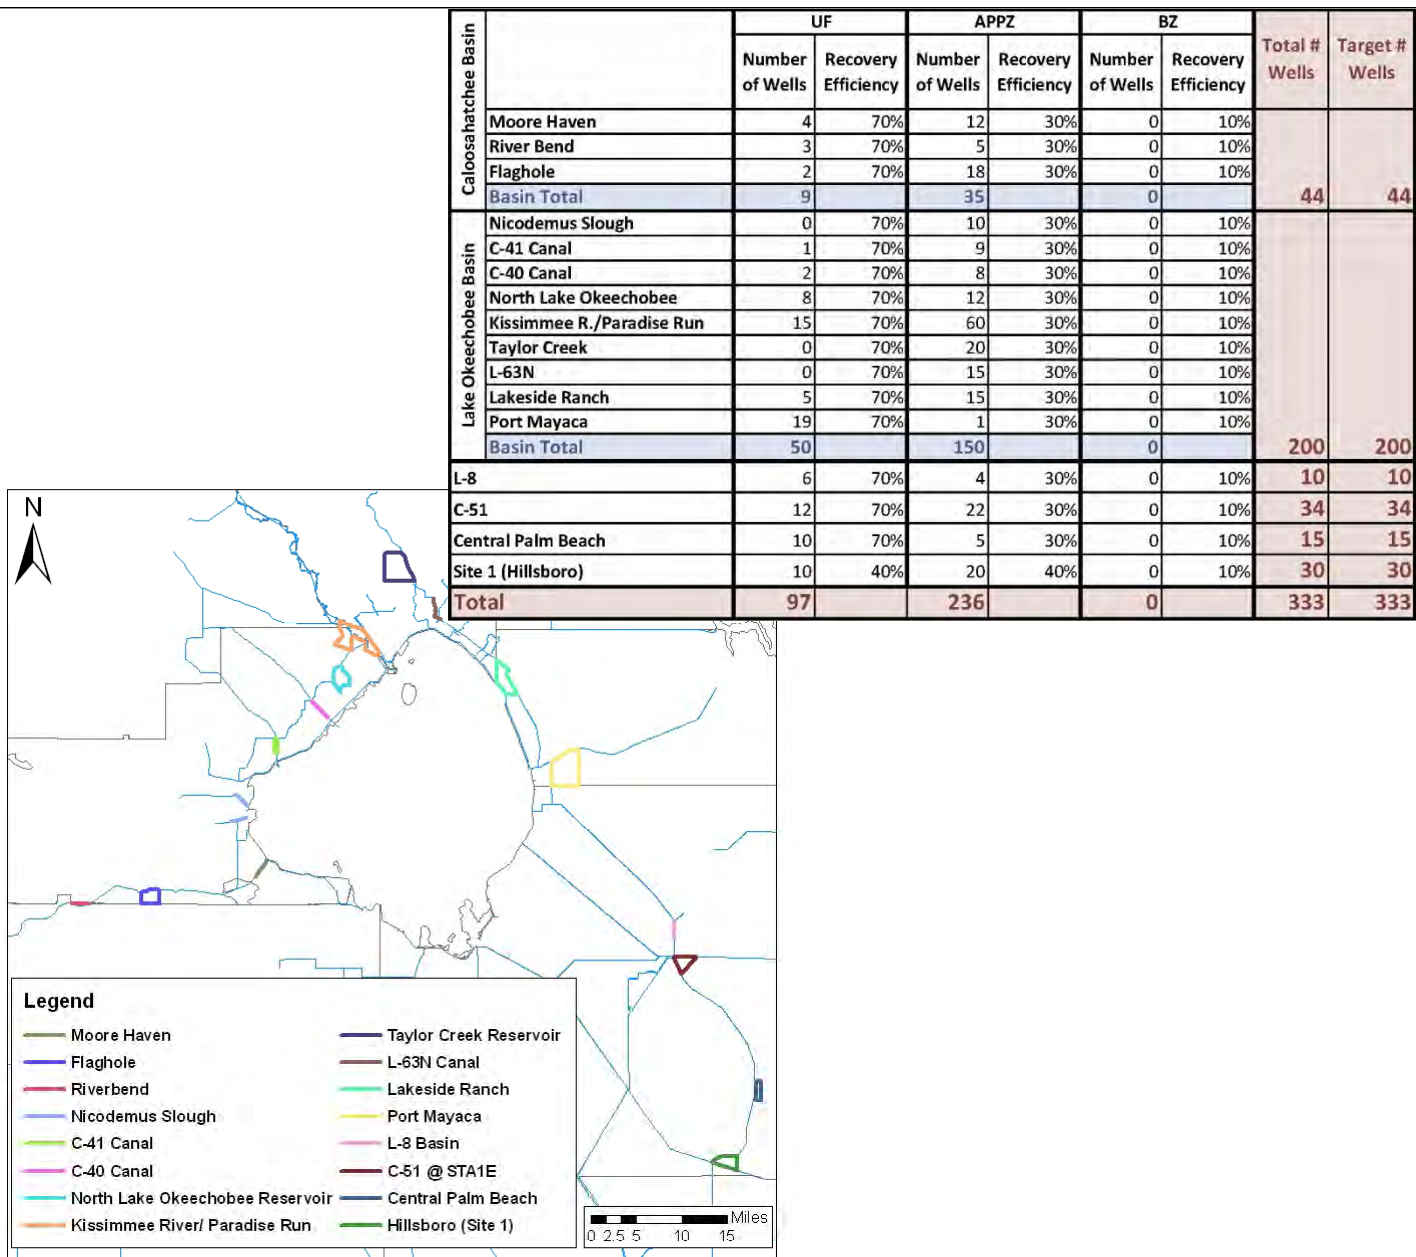 UF APPZ BZ
Caloosahatchee Basin
Number of Wells Recovery Efficiency Number of Wells Recovery Efficiency Number of Wells Recovery Efficiency Total # Wells Target # Wells
Moore Haven 4 70% 12 30% 0 10%
River Bend 3 70% 5 30% 0 10%
Flaghole 2 70% 18 30% 0 10%
Basin Total 9 35 0 44 44
Lake Okeechobee Basin
Nicodemus Slough 0 70% 10 30% 0 10%
C-41 Canal 1 70% 9 30% 0 10%
C-40 Canal 2 70% 8 30% 0 10%
North Lake Okeechobee 8 70% 12 30% 0 10%
Kissimmee R./Paradise Run 15 70% 60 30% 0 10%
Taylor Creek 0 70% 20 30% 0 10%
L-63N 0 70% 15 30% 0 10%
Lakeside Ranch 5 70% 15 30% 0 10%
Port Mayaca 19 70% 1 30% 0 10%
Basin Total 50 150 0 200 200
L-8 6 70% 4 30% 0 10% 10 10
C-51 12 70% 22 30% 0 10% 34 34
Central Palm Beach 10 70% 5 30% 0 10% 15 15
Site 1 (Hillsboro) 10 40% 20 40% 0 10% 30 30
Total 97 236 0 333 333
N
Legend
Moore Haven
Flaghole
Riverbend
Nicodemus Slough
C-41 Canal
C-40 Canal
North Lake Okeechobee Reservoir
Kissimmee River/ Paradise Run
Taylor Creek Reservoir
L-63N Canal
Lakeside Ranch
Port Mayaca
L-8 Basin
C-51 @ STA1E
Central Palm Beach
Hillsboro (Site 1)
Miles
0 2.5 5 10 15